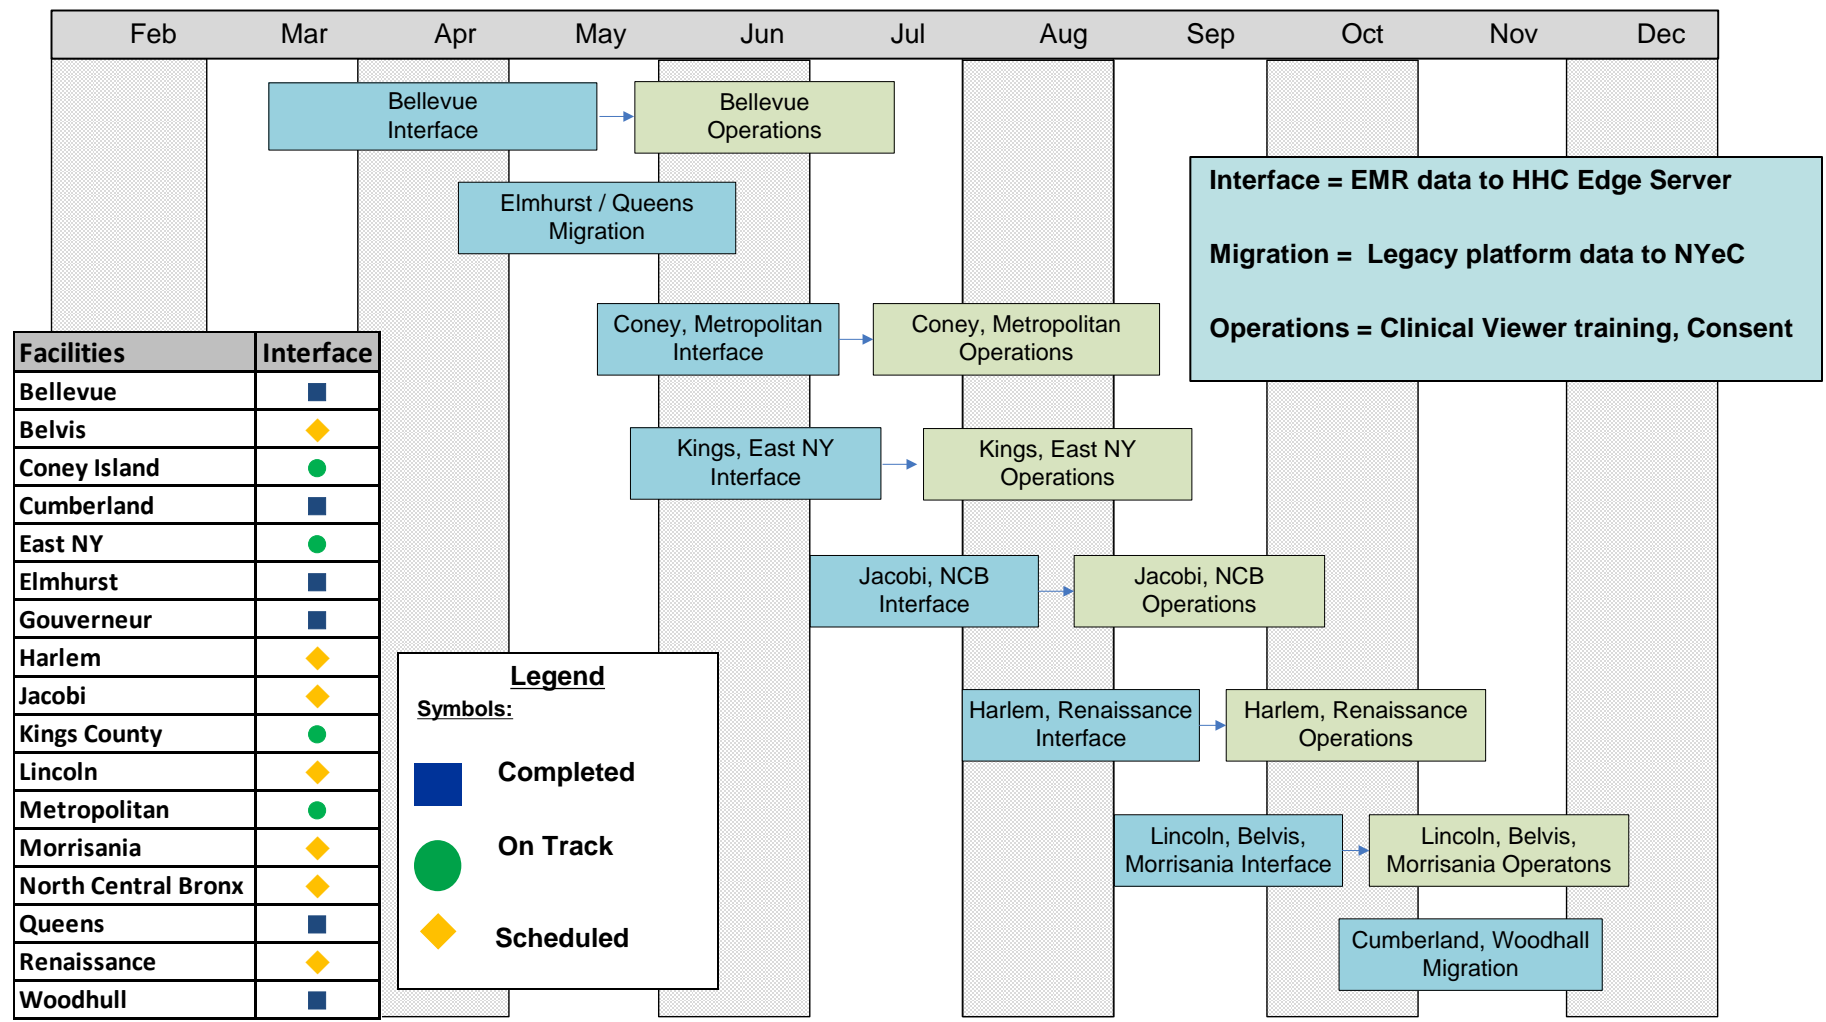 Feb Mar Apr May Jun Jul Aug Sep Oct Nov Dec
Bellevue
Interface
Bellevue
Operations
Elmhurst / Queens
Migration
Interface = EMR data to HHC Edge Server
Migration = Legacy platform data to NYeC
Operations = Clinical Viewer training, Consent
Coney, Metropolitan
Interface
Coney, Metropolitan
Operations
Kings, East NY
Interface
Kings, East NY
Operations
Jacobi, NCB
Interface
Jacobi, NCB
Operations
Harlem, Renaissance
Interface
Harlem, Renaissance
Operations
Lincoln, Belvis,
Morrisania Interface
Lincoln, Belvis,
Morrisania Operatons
Cumberland, Woodhall
Migration
Facilities Interface
Bellevue
Belvis
Coney Island
Cumberland
East NY
Elmhurst
Gouverneur
Harlem
Jacobi
Kings County
Lincoln
Metropolitan
Morrisania
North Central Bronx
Queens
Renaissance
Woodhull
Legend
Symbols:
Completed
On Track
Scheduled